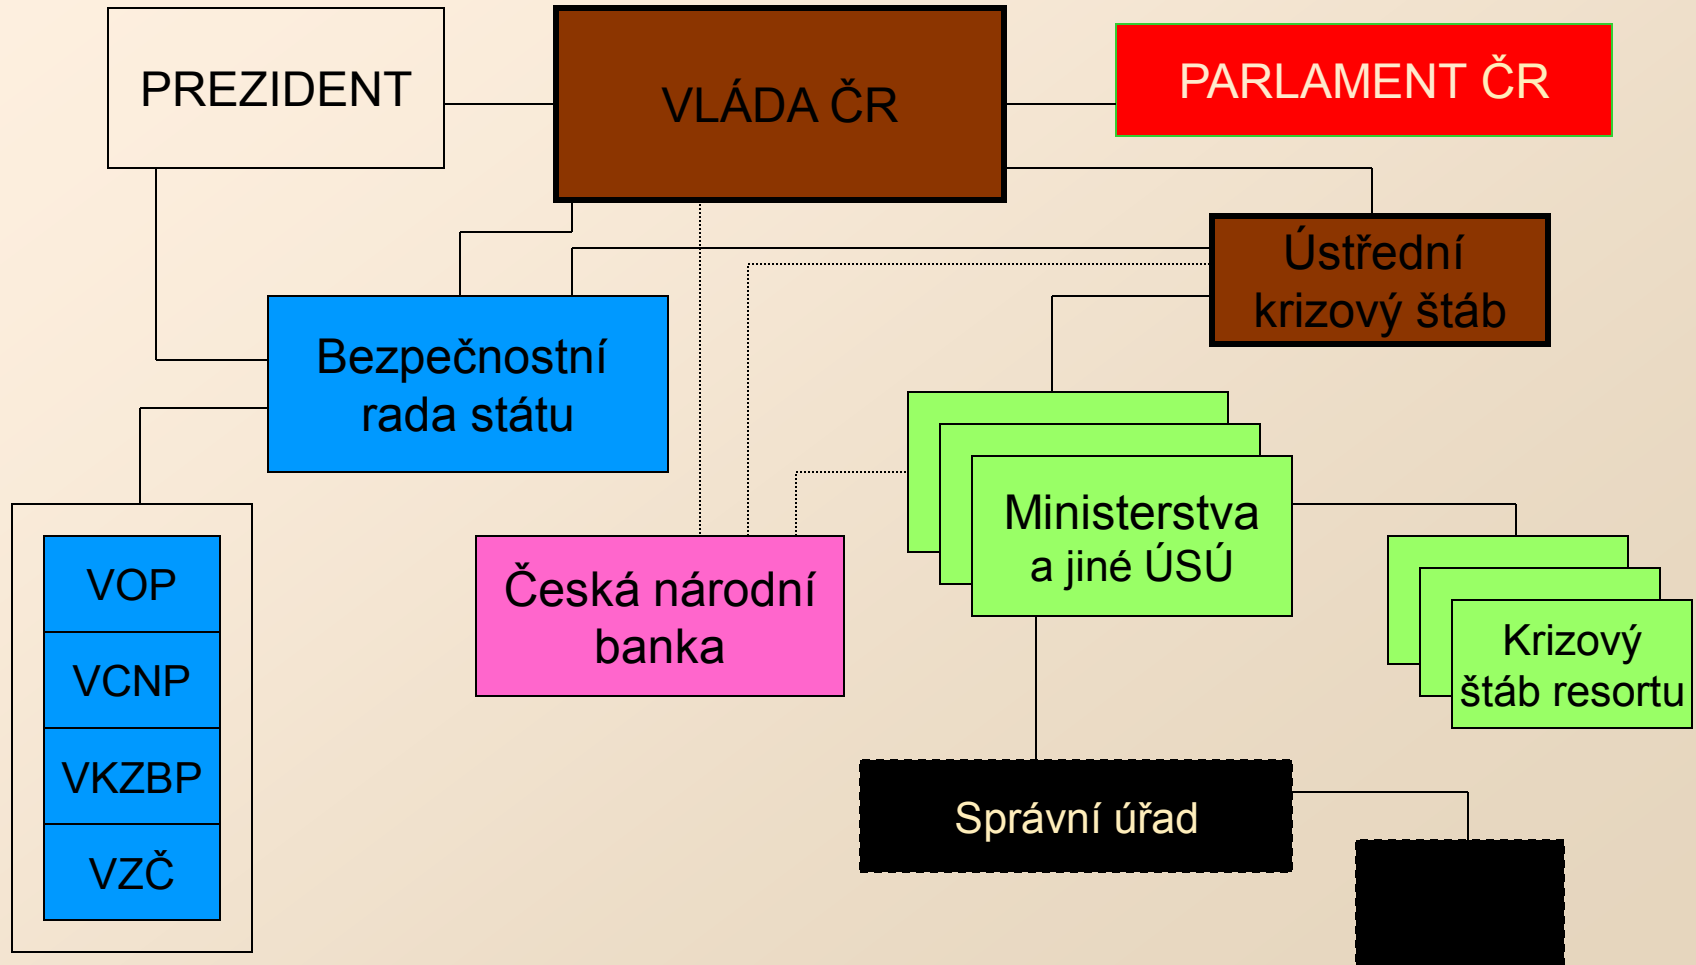 PREZIDENT
VLÁDA ČR
PARLAMENT ČR
Ústřední
krizový štáb
Bezpečnostní
rada státu
Ministerstva
a jiné ÚSÚ
Česká národní
banka
VOP
VCNP
VKZBP
VZČ
Krizový
štáb resortu
Správní úřad